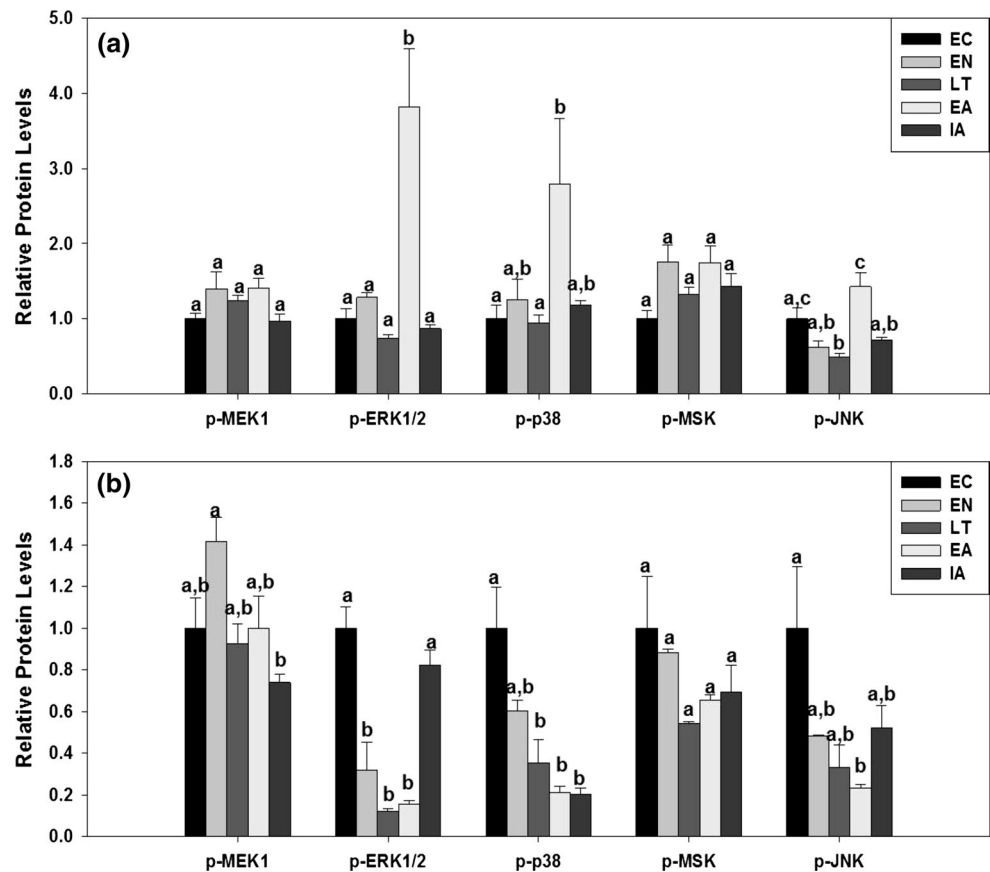 (a)
Relative Protein Levels
5.0
4.0
3.0
2.0
1.0
0.0
EC
EN
LT
EA
IA
a a a a a
a a a b a
a a,b a b a,b
a a a a a
a,c a,b b c a,b
p-MEK1 p-ERK1/2 p-p38 p-MSK p-JNK
(b)
Relative Protein Levels
1.8
1.6
1.4
1.2
1.0
0.8
0.6
0.4
0.2
0.0
EC
EN
LT
EA
IA
a,b a a,b a,b b
a b b b a
a a,b b b b
a a a a a
a a,b a,b b a,b
p-MEK1 p-ERK1/2 p-p38 p-MSK p-JNK